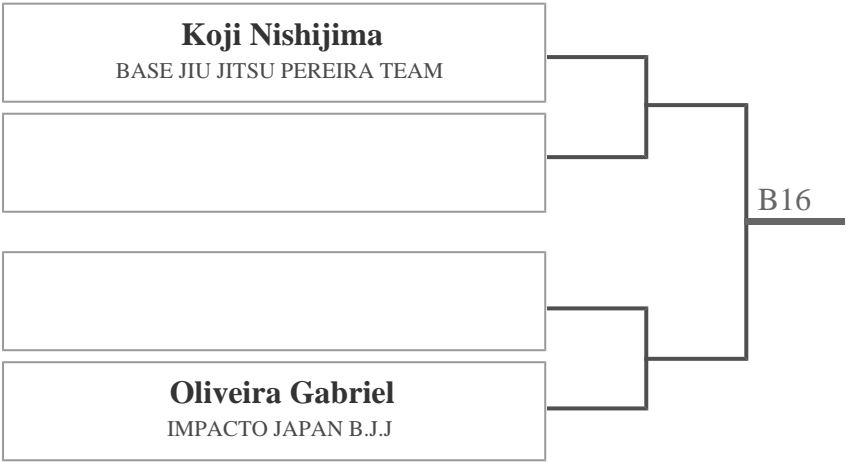 Koji Nishijima
BASE JIU JITSU PEREIRA TEAM
B16
Oliveira Gabriel
IMPACTO JAPAN B.J.J